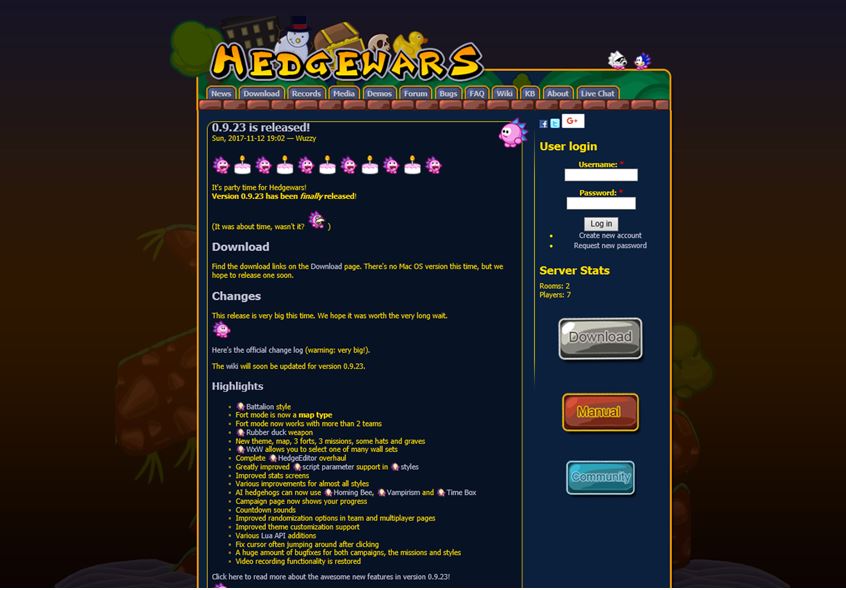 HEDGEWARS
News Download Records Media Demos Forum Bugs FAQ Wiki KB About Live Chat
0.9.23 is released!
Sun, 2017-11-12 19:02 — Wuzzy
It's party time for Hedgewars!
Version 0.9.23 has been finally released!
(It was about time, wasn't it? )
Download
Find the download links on the Download page. There's no Mac OS version this time, but we
hope to release one soon.
Changes
This release is very big this time. We hope it was worth the very long wait.
Here's the official change log (warning: very big!).
The wiki will soon be updated for version 0.9.23.
Highlights
Battalion style
Fort mode is now a map type
Fort mode now works with more than 2 teams
Rubber duck weapon
New theme, map, 3 forts, 3 missions, some hats and graves
WxW allows you to select one of many wall sets
Complete HedgeEditor overhaul
Greatly improved script parameter support in styles
Improved stats screens
Various improvements for almost all styles
AI hedgehogs can now use Homing Bee, Vampirism and Time Box
Campaign page now shows your progress
Countdown sounds
Improved randomization options in team and multiplayer pages
Improved theme customization support
Various Lua API additions
Fix cursor often jumping around after clicking
A huge amount of bugfixes for both campaigns, the missions and styles
Video recording functionality is restored
Click here to read more about the awesome new features in version 0.9.23!
f t G+
User login
Username: *
Password: *
Log in
Create new account
Request new password
Server Stats
Rooms: 2
Players: 7
Download
Manual
Community